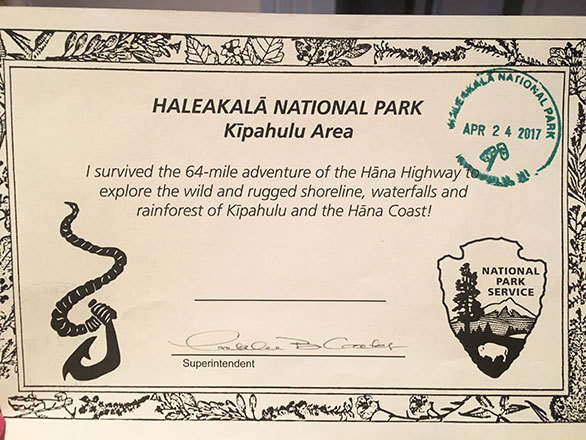 HALEAKALĀ NATIONAL PARK
Kīpahulu Area
HALEAKALĀ NATIONAL PARK
APR 24 2017
I survived the 64-mile adventure of the Hāna Highway to
explore the wild and rugged shoreline, waterfalls and
rainforest of Kīpahulu and the Hāna Coast!
NATIONAL
PARK
SERVICE
Superintendent